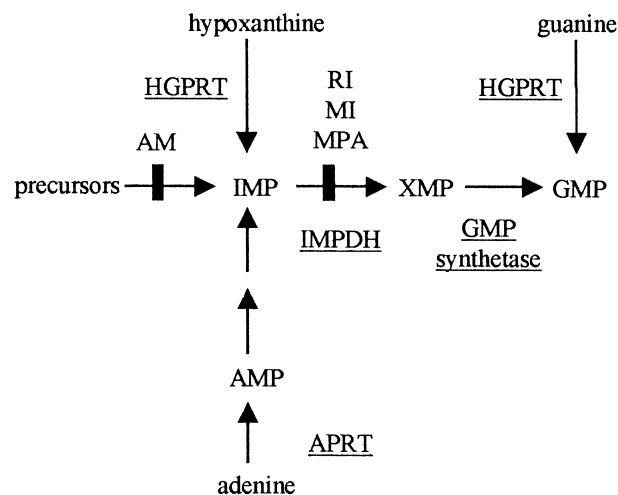 hypoxanthine
guanine
HGPRT
RI
MI
MPA
HGPRT
AM
precursors
IMP
XMP
GMP
IMPDH
GMP
synthetase
AMP
APRT
adenine